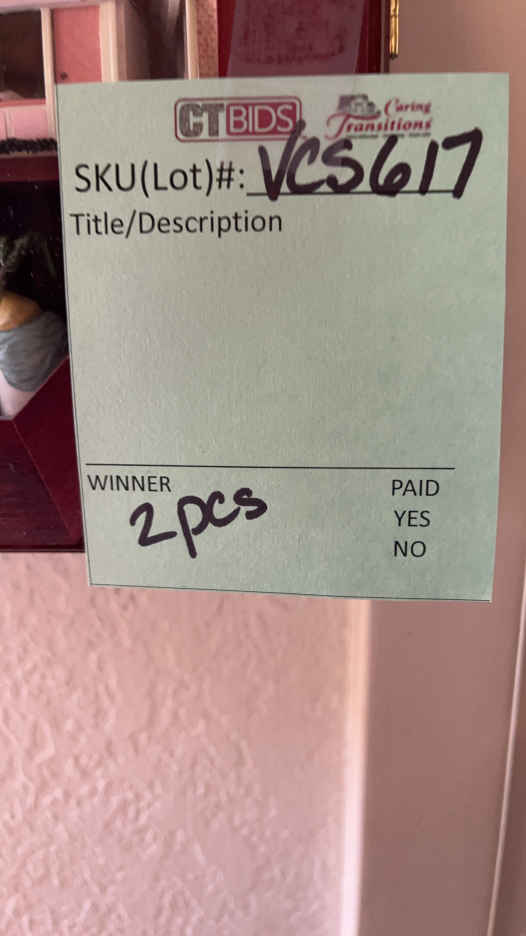 CTBIDS
Caring
Transitions
SKU(Lot)#: VCS617
Title/Description
WINNER
2pcs
PAID
YES
NO